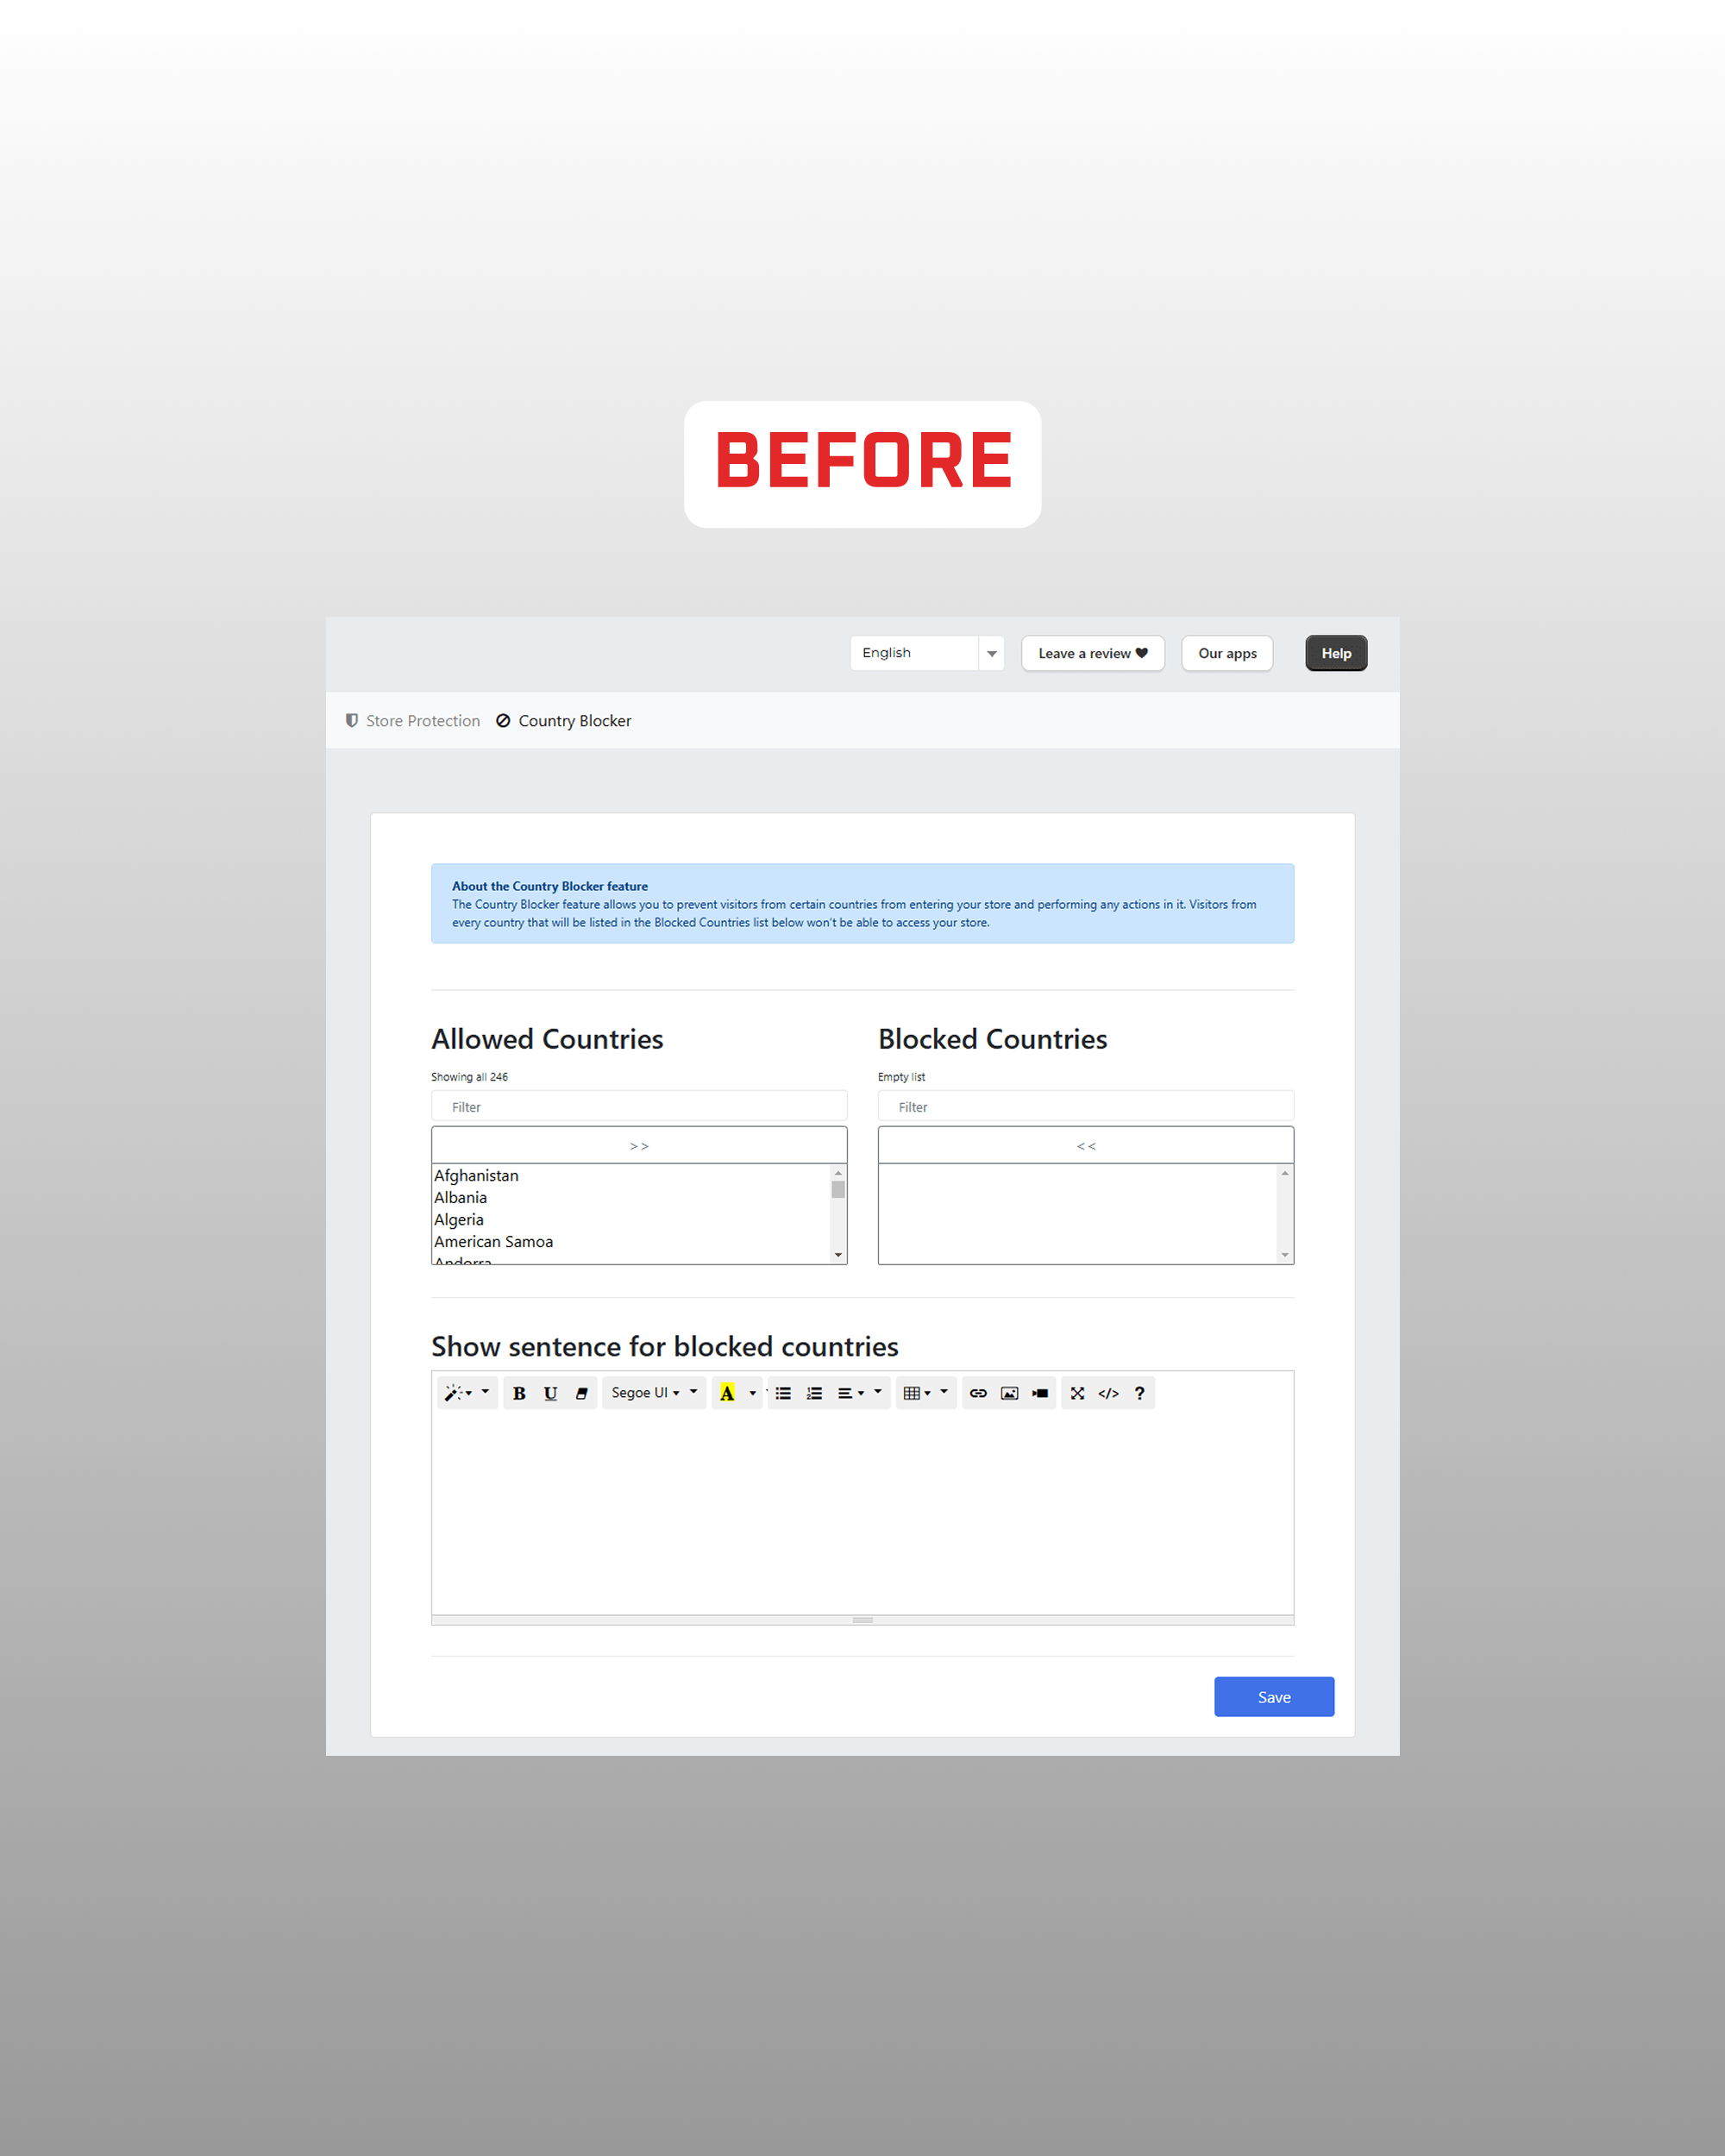 BEFORE
English
Leave a review ♥
Our apps
Help
Store Protection
Country Blocker
About the Country Blocker feature
The Country Blocker feature allows you to prevent visitors from certain countries from entering your store and performing any actions in it. Visitors from
every country that will be listed in the Blocked Countries list below won't be able to access your store.
Allowed Countries
Showing all 246
Filter
>>
Afghanistan
Albania
Algeria
American Samoa
Andorra
Blocked Countries
Empty list
Filter
<<
Show sentence for blocked countries
B U Segoe UI A </> ?
Save